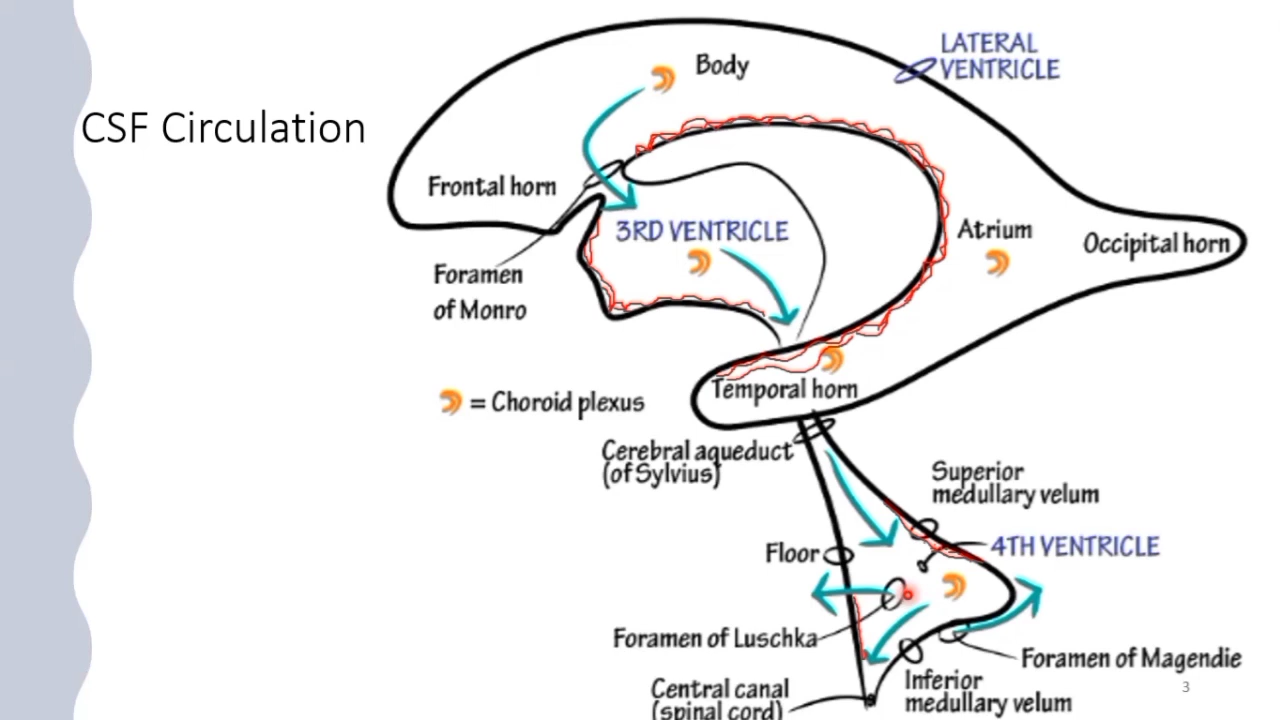 CSF Circulation
LATERAL
VENTRICLE
Body
Frontal horn
3RD VENTRICLE
Atrium
Occipital horn
Foramen
of Monro
Temporal horn
= Choroid plexus
Cerebral aqueduct
(of Sylvius)
Superior
medullary velum
Floor
4TH VENTRICLE
Foramen of Luschka
Foramen of Magendie
Inferior
medullary velum
Central canal
(spinal cord)
3